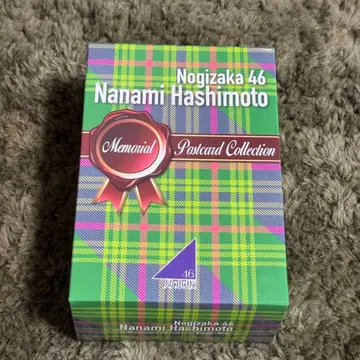 Nogizaka 46
Nanami Hashimoto
Memorial Postcard Collection
46
Nogizaka 46
Nanami Hashimoto